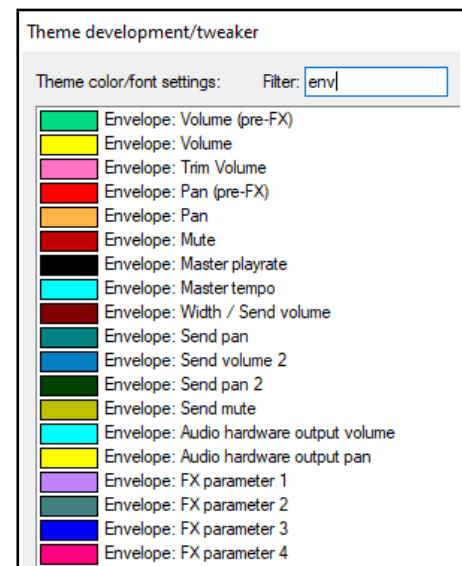 Theme development/tweaker
Theme color/font settings: Filter: env
Envelope: Volume (pre-FX)
Envelope: Volume
Envelope: Trim Volume
Envelope: Pan (pre-FX)
Envelope: Pan
Envelope: Mute
Envelope: Master playrate
Envelope: Master tempo
Envelope: Width / Send volume
Envelope: Send pan
Envelope: Send volume 2
Envelope: Send pan 2
Envelope: Send mute
Envelope: Audio hardware output volume
Envelope: Audio hardware output pan
Envelope: FX parameter 1
Envelope: FX parameter 2
Envelope: FX parameter 3
Envelope: FX parameter 4